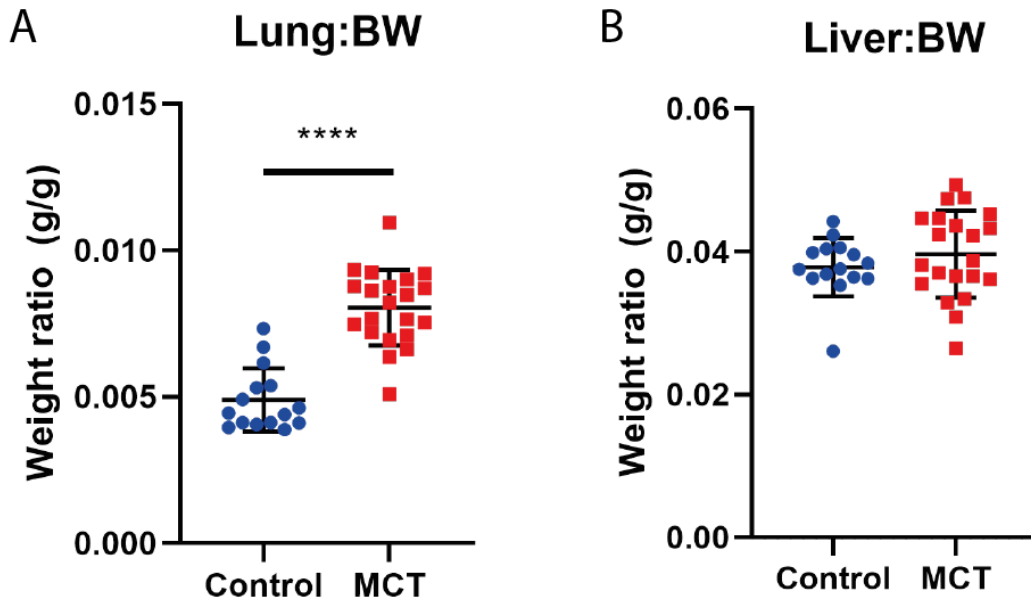 A
Lung:BW
Weight ratio (g/g)
0.015
0.010
0.005
0.000
****
Control
MCT
B
Liver:BW
Weight ratio (g/g)
0.06
0.04
0.02
0.00
Control
MCT